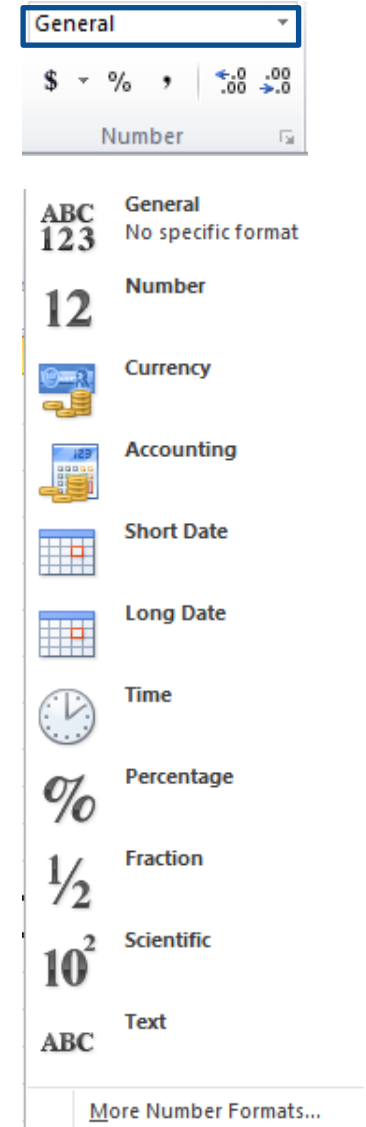 General
$ % , .0 .00 .00 .0
Number
ABC 123
General
No specific format
12
Number
Currency
123
Accounting
Short Date
Long Date
Time
%
Percentage
1/2
Fraction
10²
Scientific
ABC
Text
More Number Formats...